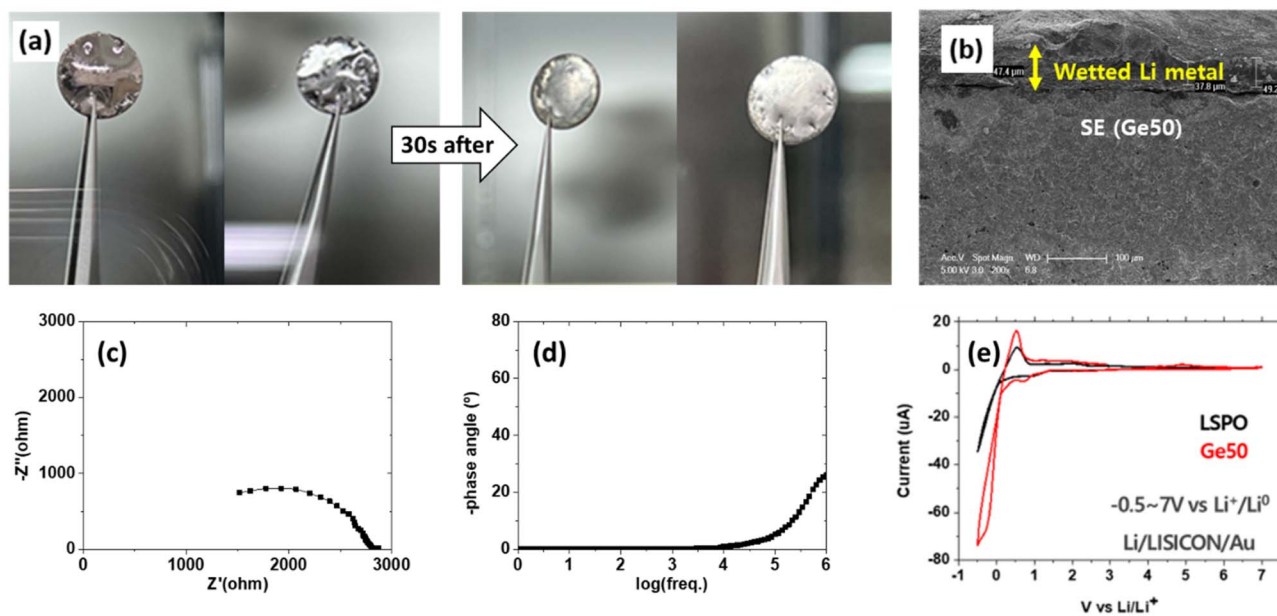 (a)
30s after
(b)
47.4 µm
Wetted Li metal
37.8 µm
49.2
SE (Ge50)
Acc.V Spot Magn WD 100 µm
5.00 kV 3.0 200x 6.8
(c)
3000
2000
1000
0
-Z''(ohm)
0 1000 2000 3000
Z'(ohm)
(d)
80
60
40
20
0
-phase angle (°)
0 1 2 3 4 5 6
log(freq.)
(e)
20
0
-20
-40
-60
-80
Current (uA)
LSPO
Ge50
-0.5~7V vs Li⁺/Li⁰
Li/LISICON/Au
-1 0 1 2 3 4 5 6 7
V vs Li/Li⁺